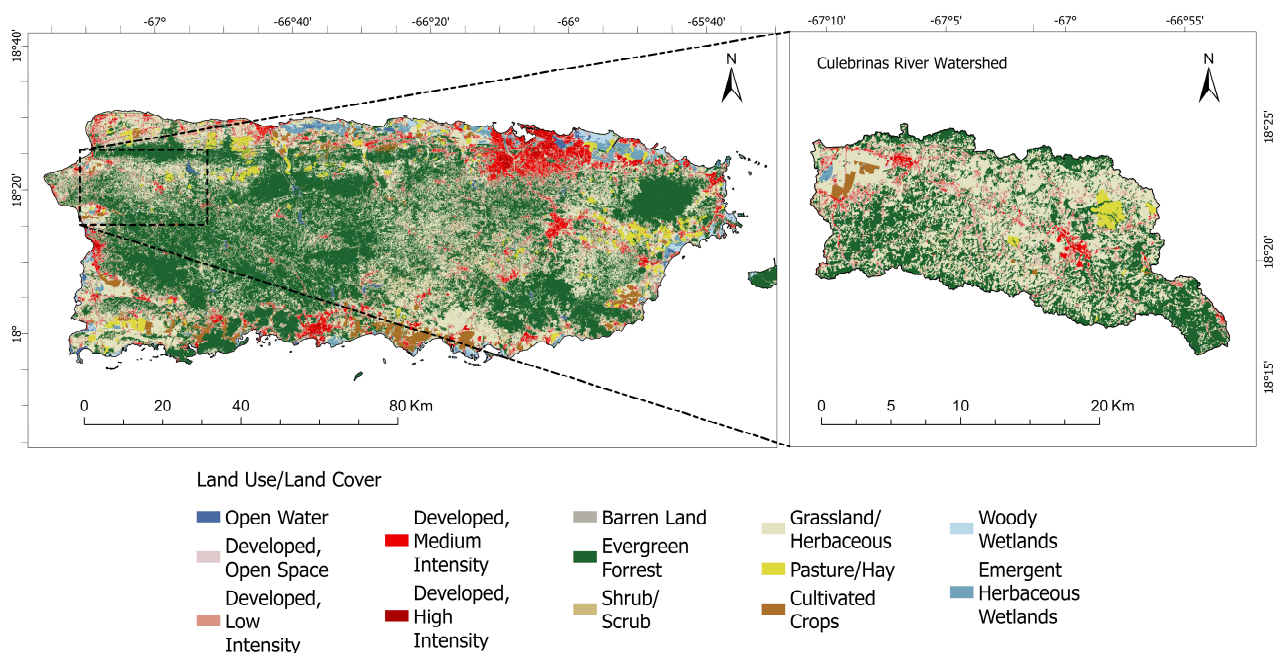 -67°
-66°40'
-66°20'
-66°
-65°40'
18°40'
18°20'
18°
N
0
20
40
80 Km
-67°10'
-67°5'
-67°
-66°55'
Culebrinas River Watershed
N
18°25'
18°20'
18°15'
0
5
10
20 Km
Land Use/Land Cover
Open Water
Developed,
Open Space
Developed,
Low
Intensity
Developed,
Medium
Intensity
Developed,
High
Intensity
Barren Land
Evergreen
Forrest
Shrub/
Scrub
Grassland/
Herbaceous
Pasture/Hay
Cultivated
Crops
Woody
Wetlands
Emergent
Herbaceous
Wetlands